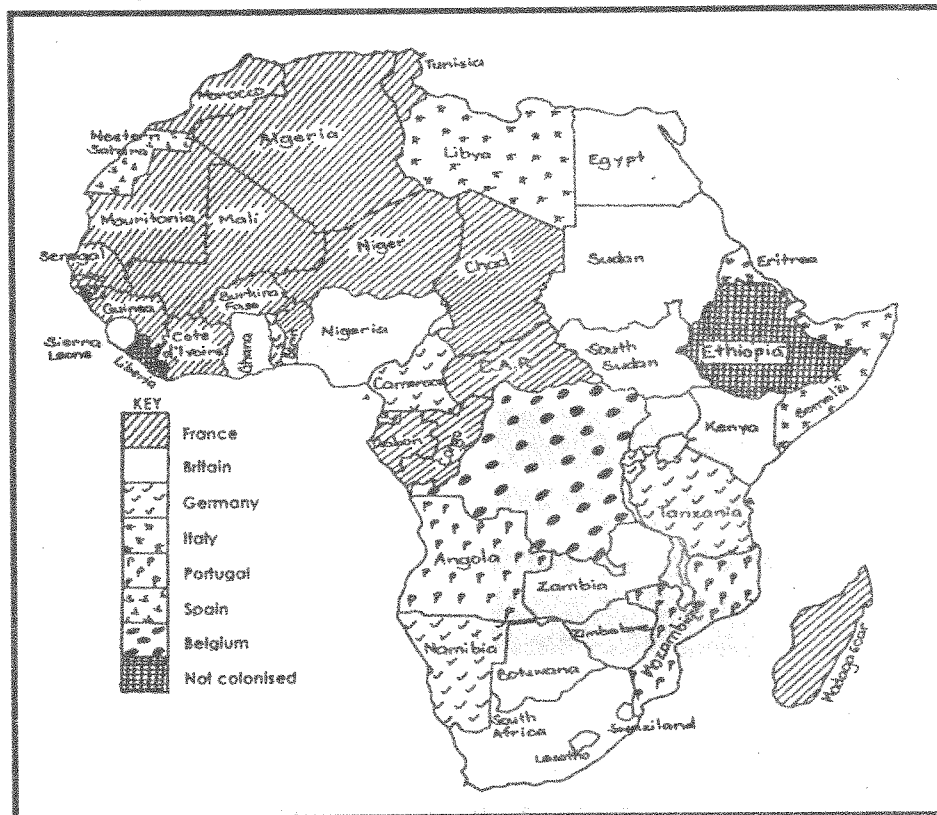 Tunisia
Morocco
Algeria
Western
Sahara
Libya
Egypt
Mauritania
Mali
Niger
Chad
Sudan
Eritrea
Senegal
Guinea
Burkina
Faso
Sierra
Leone
Liberia
Cote
d'Ivoire
Ghana
Benin
Nigeria
C.A.R
South
Sudan
Ethiopia
Somalia
Cameroon
Gabon
Congo
Kenya
Tanzania
Angola
Zambia
Zimbabwe
Mozambique
Madagascar
Namibia
Botswana
South
Africa
Swaziland
Lesotho
KEY
France
Britain
Germany
Italy
Portugal
Spain
Belgium
Not colonised